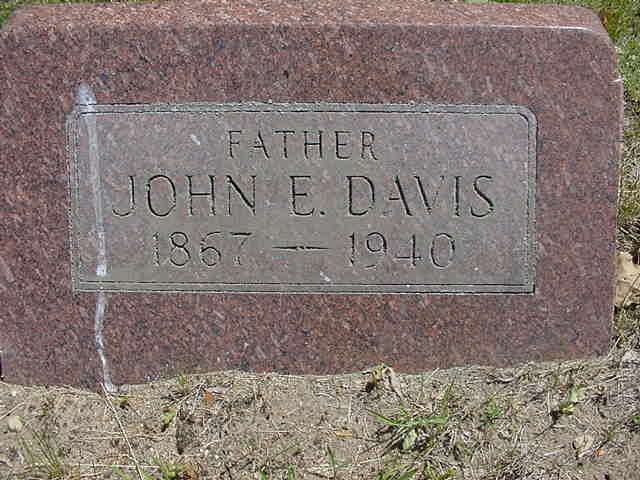 FATHER
JOHN E. DAVIS
1867 — 1940